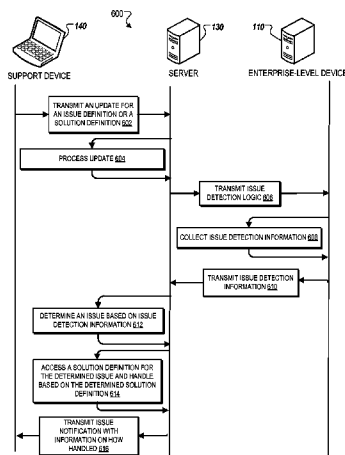 600
140
130
110
SUPPORT DEVICE
SERVER
ENTERPRISE-LEVEL DEVICE
TRANSMIT AN UPDATE FOR
AN ISSUE DEFINITION OR A
SOLUTION DEFINITION 602
PROCESS UPDATE 604
TRANSMIT ISSUE
DETECTION LOGIC 606
COLLECT ISSUE DETECTION INFORMATION 608
TRANSMIT ISSUE DETECTION
INFORMATION 610
DETERMINE AN ISSUE BASED ON ISSUE
DETECTION INFORMATION 612
ACCESS A SOLUTION DEFINITION FOR
THE DETERMINED ISSUE AND HANDLE
BASED ON THE DETERMINED SOLUTION
DEFINITION 614
TRANSMIT ISSUE
NOTIFICATION WITH
INFORMATION ON HOW
HANDLED 616